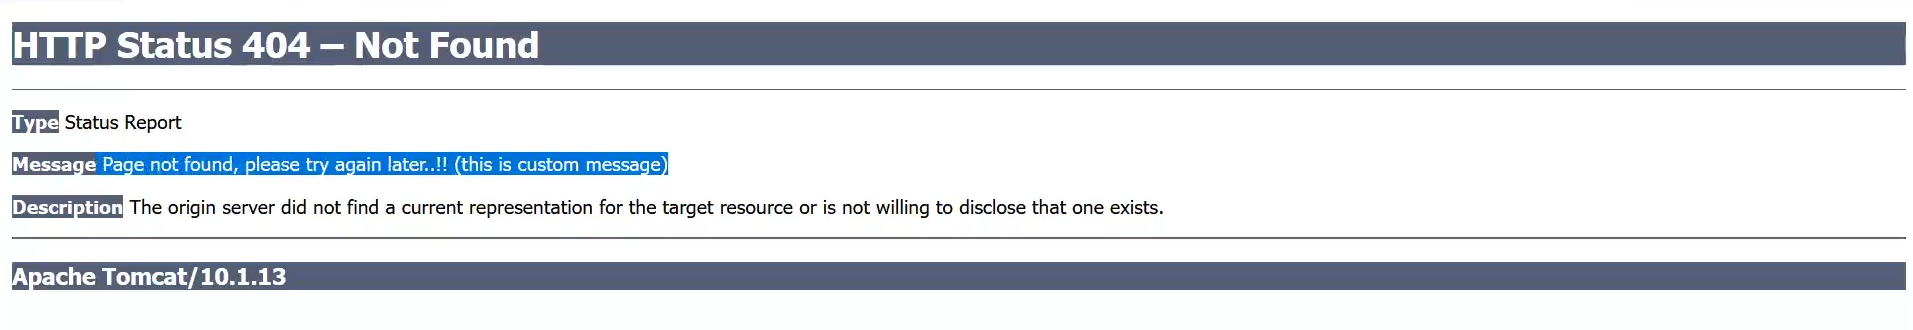 HTTP Status 404 – Not Found
Type Status Report
Message Page not found, please try again later..!! (this is custom message)
Description The origin server did not find a current representation for the target resource or is not willing to disclose that one exists.
Apache Tomcat/10.1.13